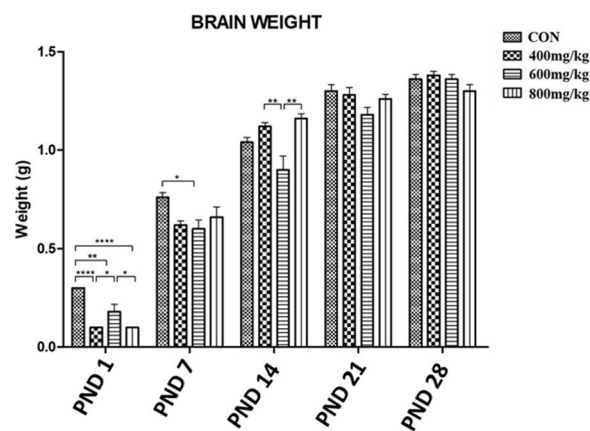 BRAIN WEIGHT
CON
400mg/kg
600mg/kg
800mg/kg
Weight (g)
1.5
1.0
0.5
0.0
** **
*
****
**
**** * *
PND 1
PND 7
PND 14
PND 21
PND 28